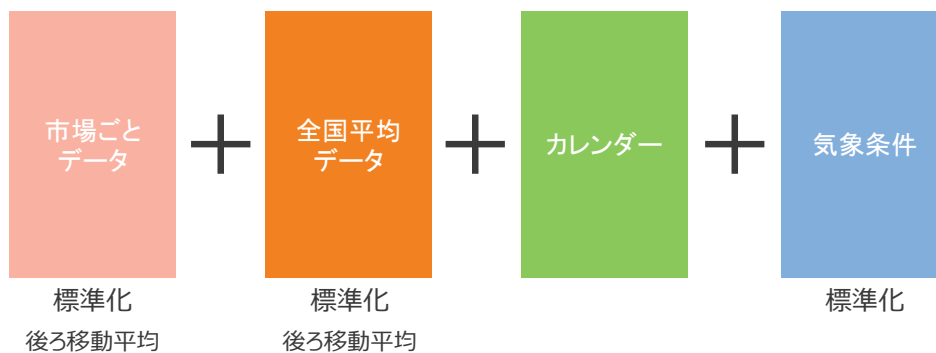 市場ごと
データ
全国平均
データ
カレンダー
気象条件
標準化
後ろ移動平均
標準化
後ろ移動平均
標準化